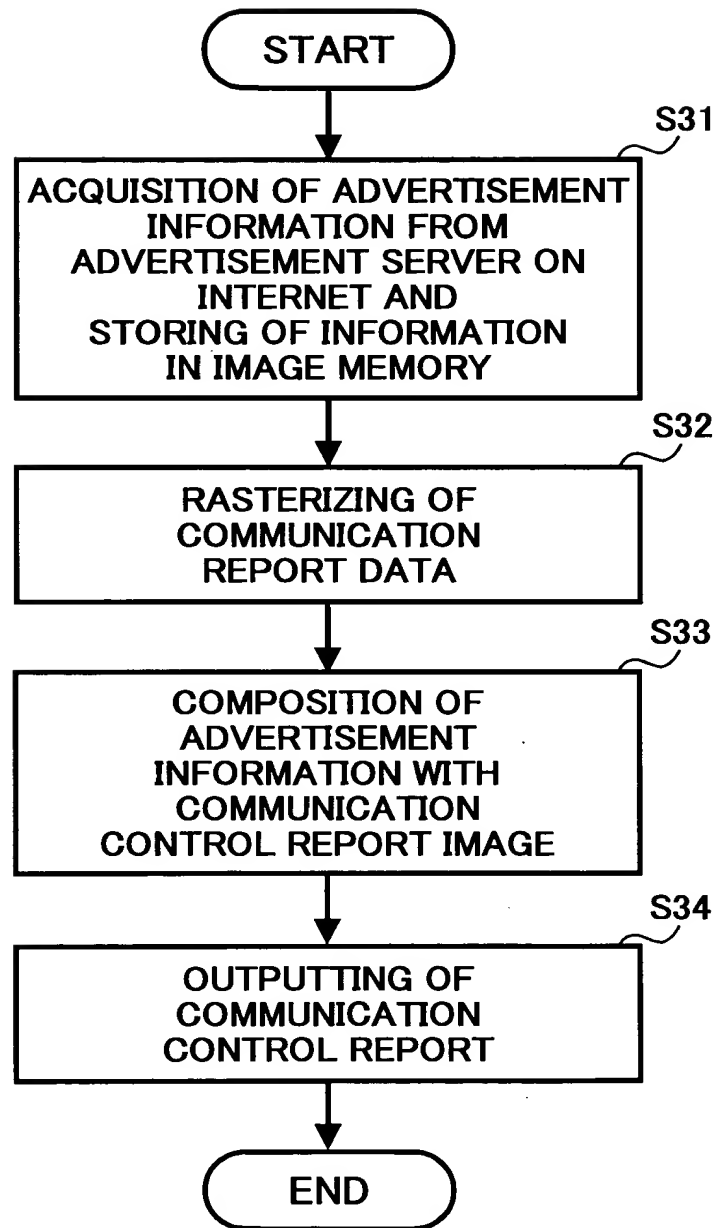 START
S31
ACQUISITION OF ADVERTISEMENT
INFORMATION FROM
ADVERTISEMENT SERVER ON
INTERNET AND
STORING OF INFORMATION
IN IMAGE MEMORY
S32
RASTERIZING OF
COMMUNICATION
REPORT DATA
S33
COMPOSITION OF
ADVERTISEMENT
INFORMATION WITH
COMMUNICATION
CONTROL REPORT IMAGE
S34
OUTPUTTING OF
COMMUNICATION
CONTROL REPORT
END